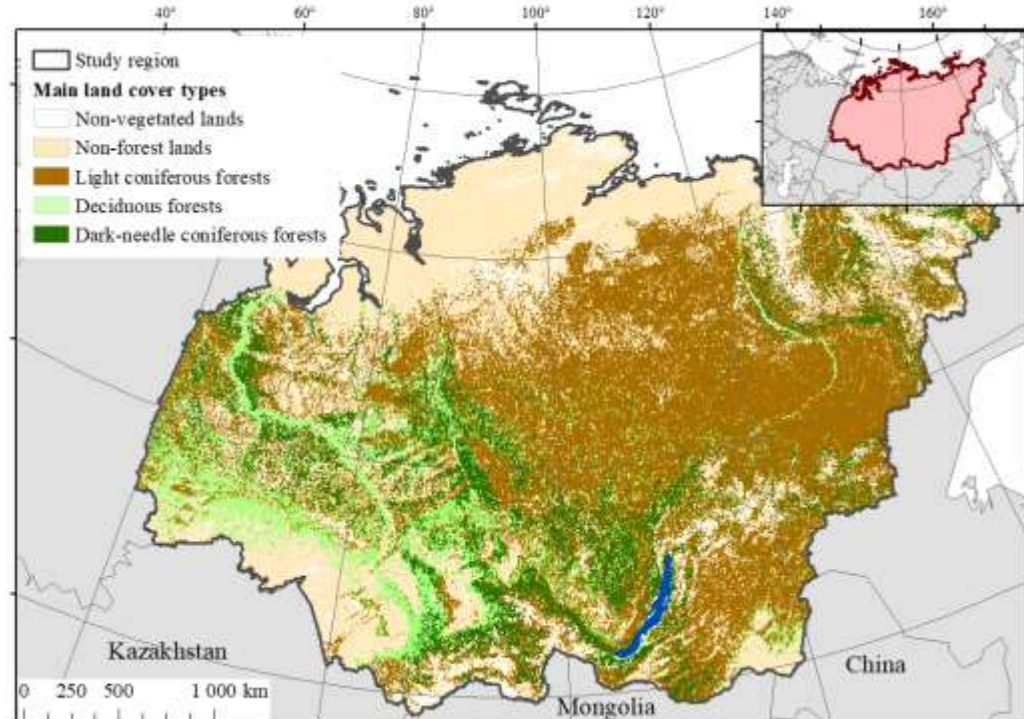 40° 60° 80° 100° 120° 140° 160°
Study region
Main land cover types
Non-vegetated lands
Non-forest lands
Light coniferous forests
Deciduous forests
Dark-needle coniferous forests
Kazakhstan
China
Mongolia
0 250 500 1 000 km